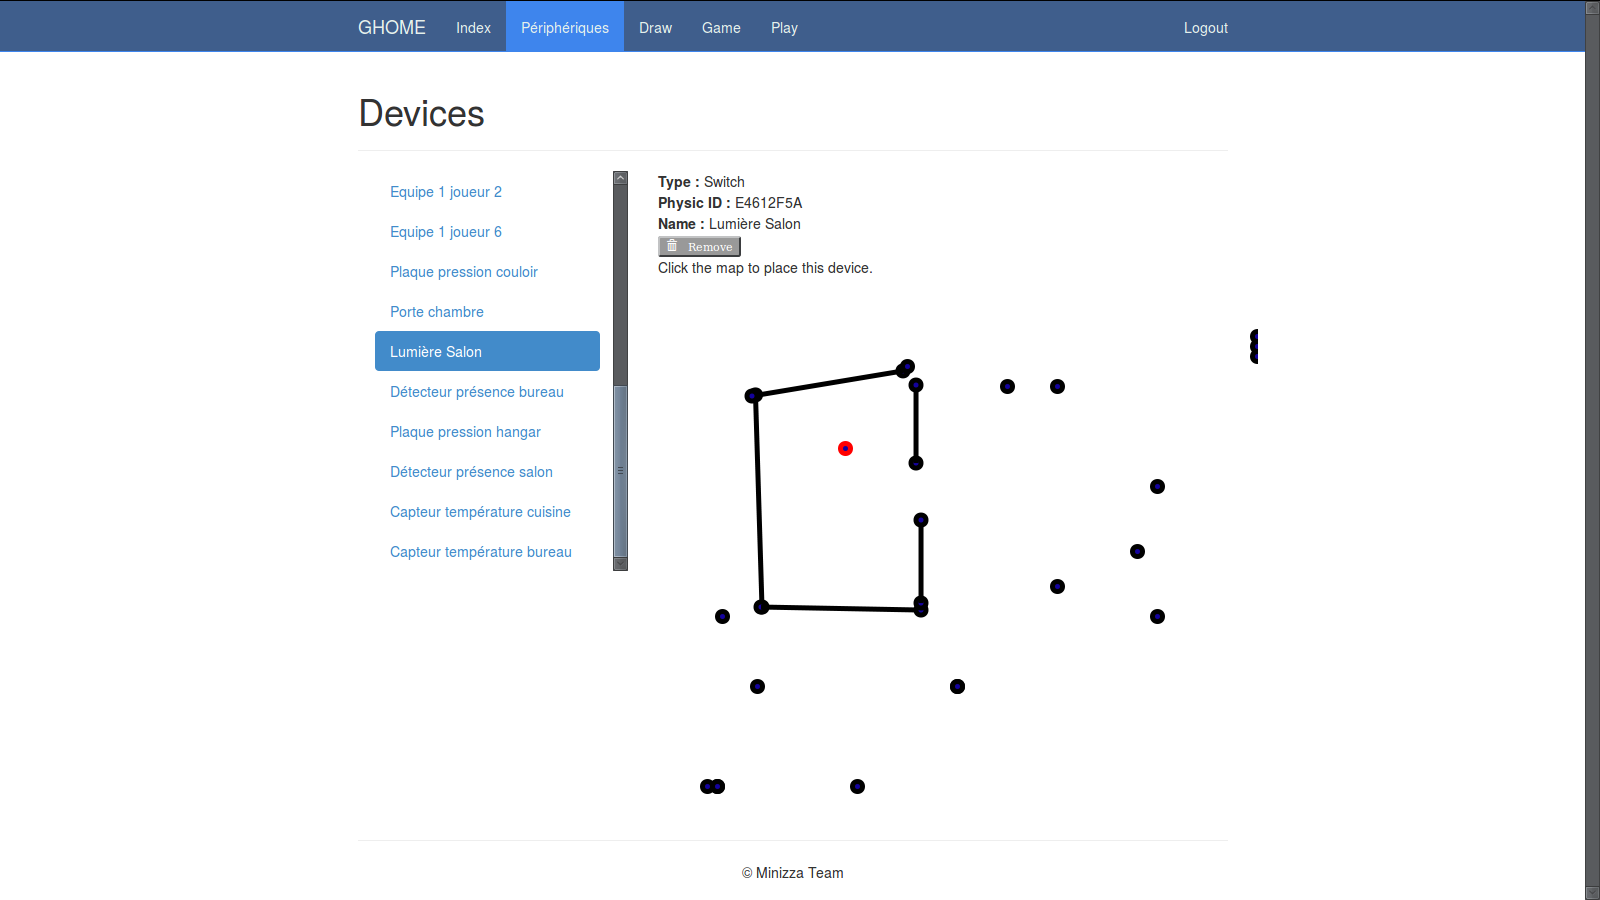 GHOME Index Périphériques Draw Game Play Logout
Devices
Equipe 1 joueur 2
Equipe 1 joueur 6
Plaque pression couloir
Porte chambre
Lumière Salon
Détecteur présence bureau
Plaque pression hangar
Détecteur présence salon
Capteur température cuisine
Capteur température bureau
Type : Switch
Physic ID : E4612F5A
Name : Lumière Salon
Remove
Click the map to place this device.
© Minizza Team